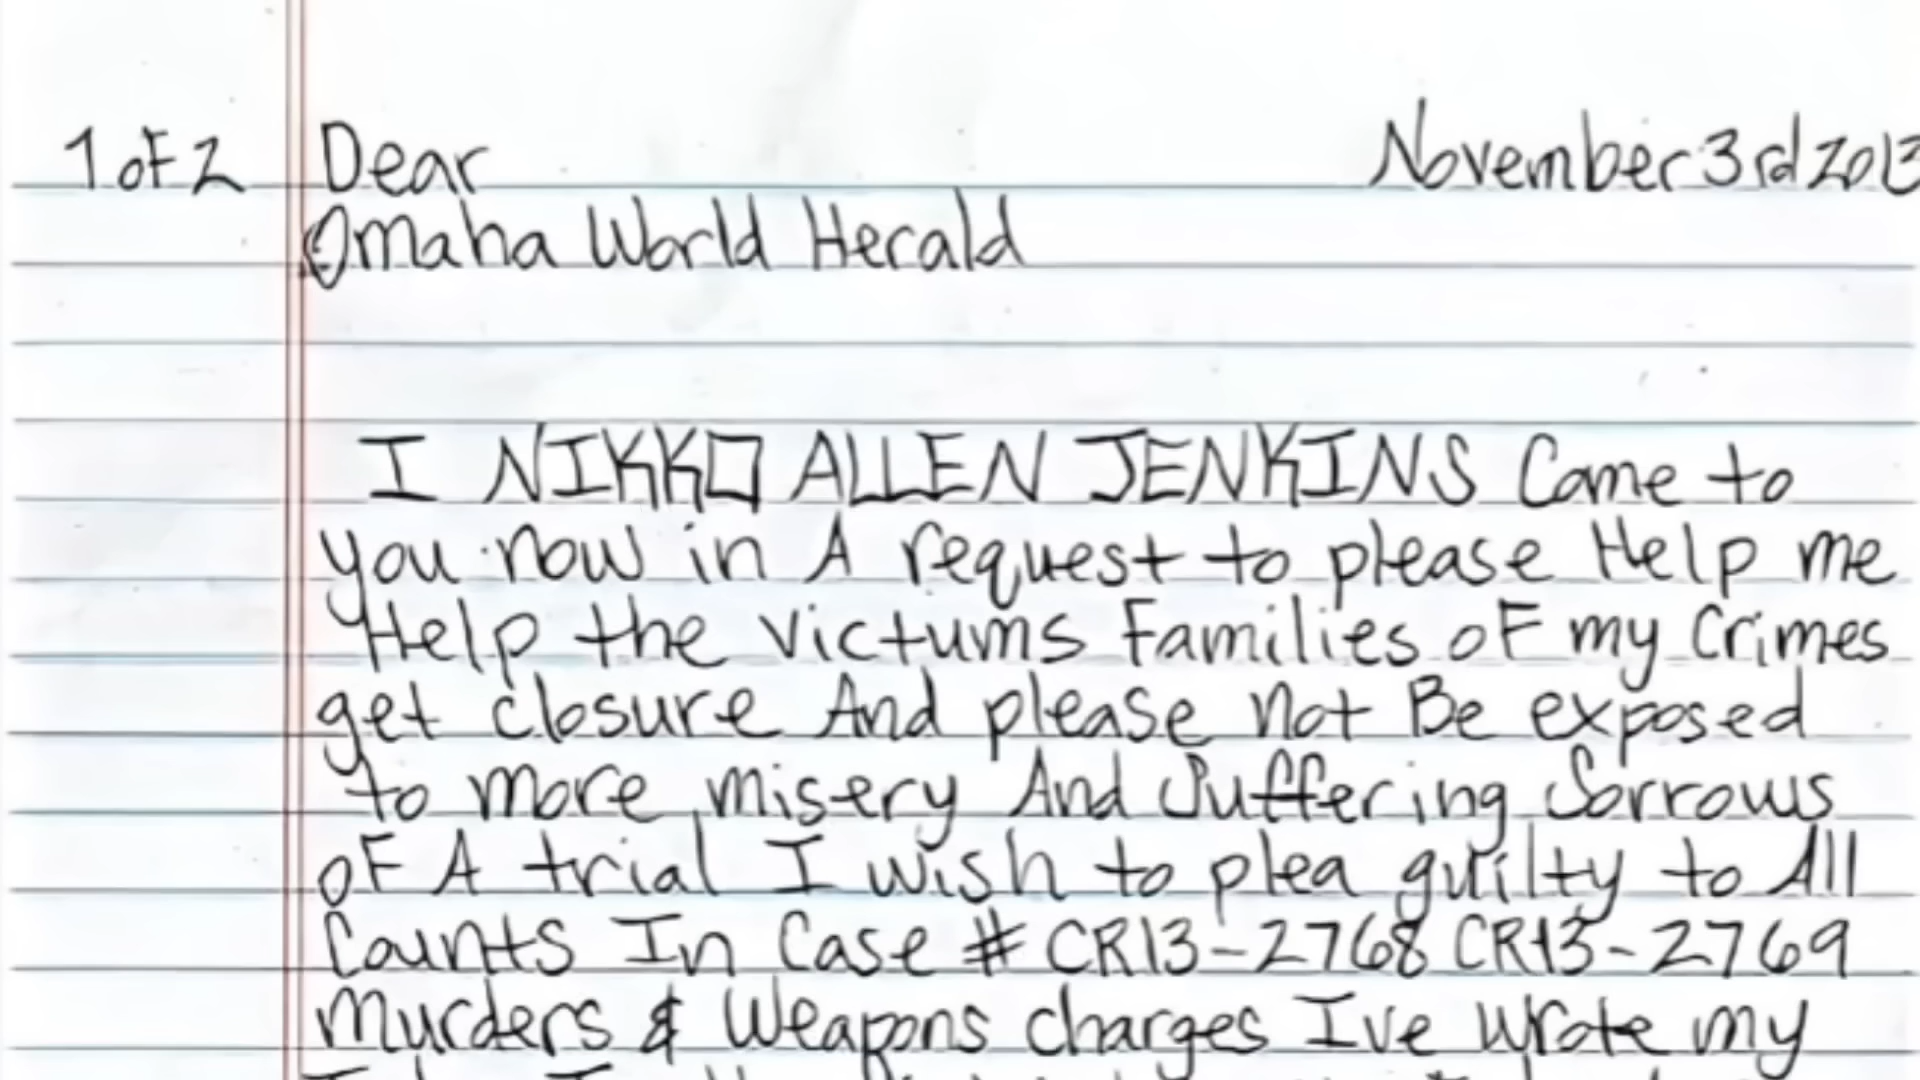 1 oF 2 Dear November 3rd 2013
Omaha World Herald
I NIKKO ALLEN JENKINS Come to
you now in A request to please Help me
Help the victums Families oF my Crimes
get closure And please not Be exposed
to more misery And Suffering Sorrows
oF A trial I wish to plea guilty to All
Counts In Case # CR13-2768 CR13-2769
Murders & Weapons charges Ive wrote my